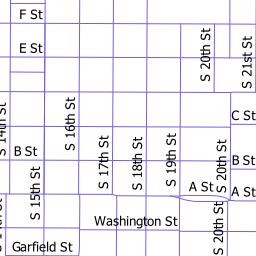 F St
E St
S 20th St
S 21st St
C St
S 14th St
S 16th St
B St
S 17th St
S 18th St
S 19th St
S 20th St
B St
A St
A St
S 15th St
Washington St
S 20th St
Garfield St